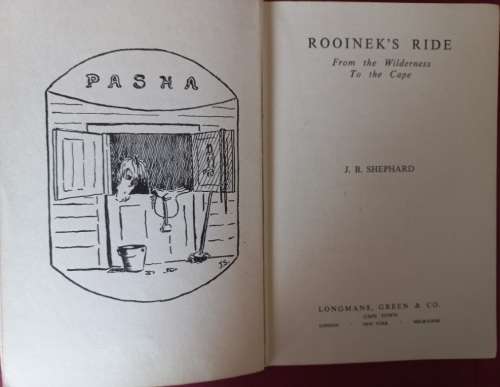 PASHA
JS.
ROOINEK'S RIDE
From the Wilderness
To the Cape
J. B. SHEPHARD
LONGMANS, GREEN & CO.
CAPE TOWN
LONDON · NEW YORK · MELBOURNE